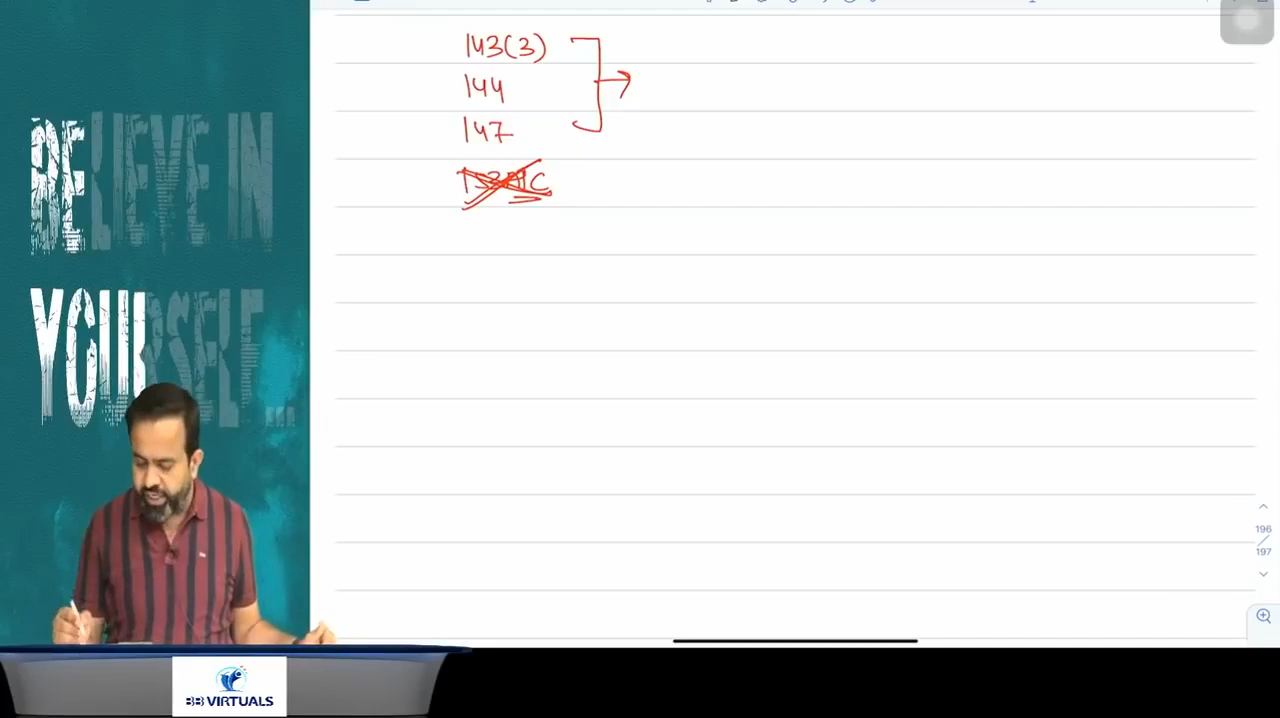 143(3)
144
147
BELIEVE IN
YOURSELF...
196
197
BB VIRTUALS